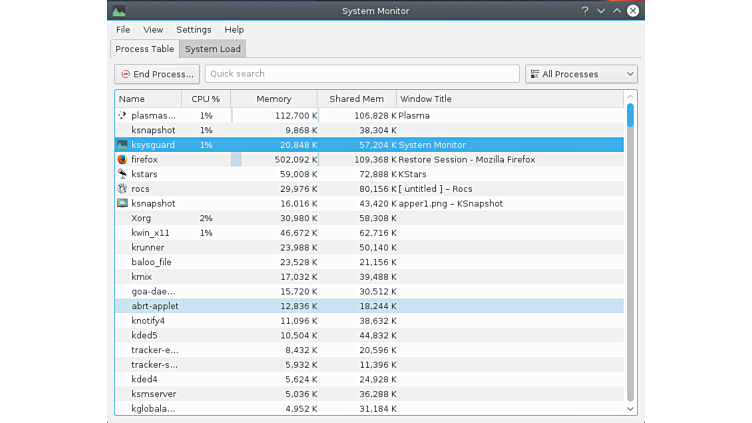 System Monitor
File View Settings Help
Process Table System Load
End Process... Quick search All Processes
Name CPU % Memory Shared Mem Window Title
plasmas... 1% 112,700 K 106,828 K Plasma
ksnapshot 1% 9,868 K 38,304 K
ksysguard 1% 20,848 K 57,204 K System Monitor
firefox 502,092 K 109,368 K Restore Session - Mozilla Firefox
kstars 59,008 K 72,888 K KStars
rocs 29,976 K 80,156 K [ untitled ] – Rocs
ksnapshot 16,016 K 43,420 K apper1.png – KSnapshot
Xorg 2% 30,980 K 58,308 K
kwin_x11 1% 46,672 K 62,716 K
krunner 23,988 K 50,140 K
baloo_file 23,528 K 21,156 K
kmix 17,032 K 39,488 K
goa-dae... 15,720 K 30,512 K
abrt-applet 12,836 K 18,244 K
knotify4 11,096 K 38,632 K
kded5 10,504 K 44,832 K
tracker-e... 8,432 K 20,596 K
tracker-s... 5,932 K 11,396 K
kded4 5,624 K 24,928 K
ksmserver 5,036 K 36,288 K
kglobala... 4,952 K 31,184 K